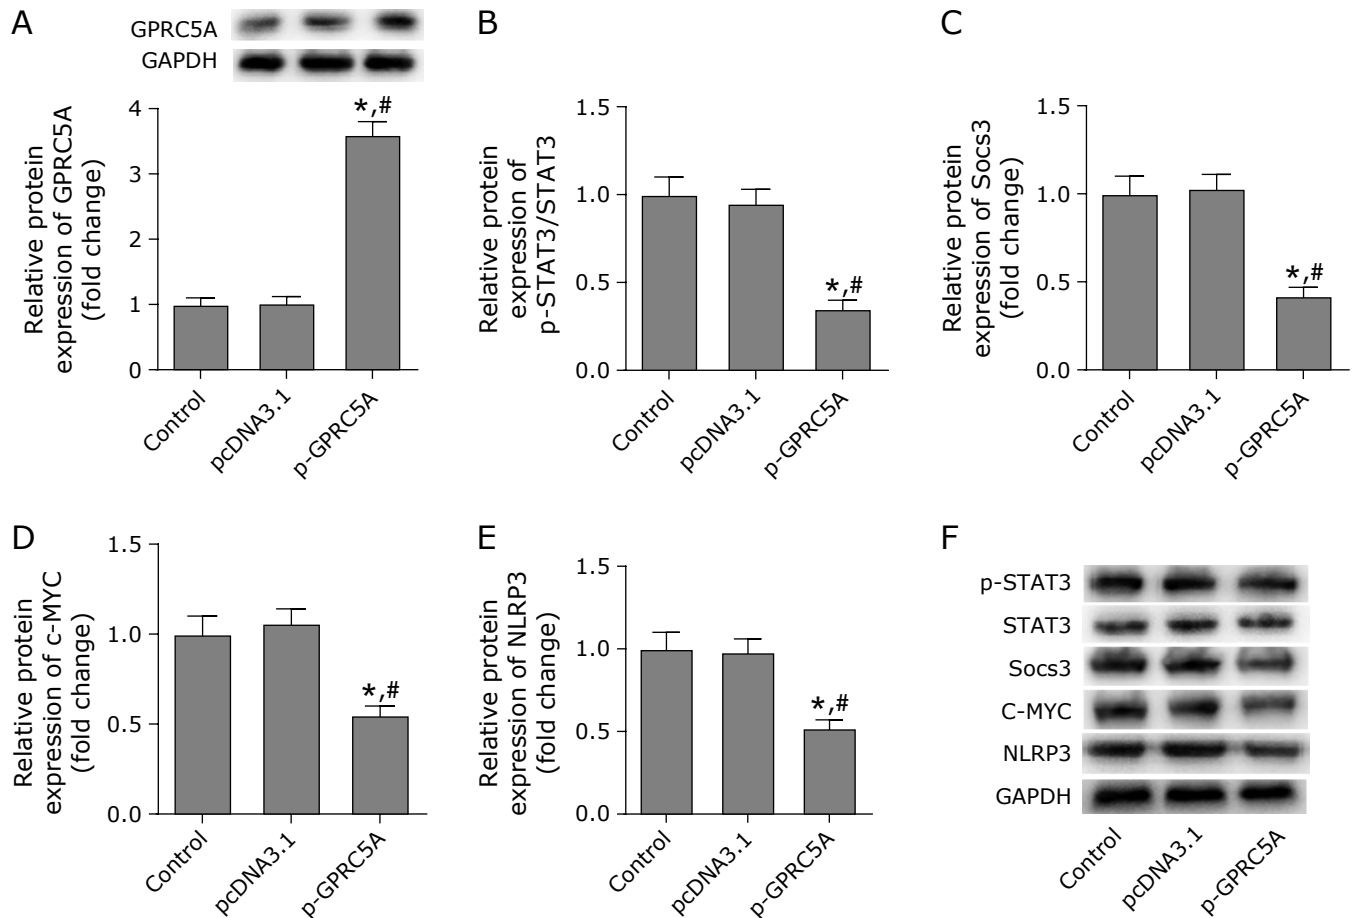 A
GPRC5A
GAPDH
Relative protein
expression of GPRC5A
(fold change)
4
3
2
1
0
*,#
Control
pcDNA3.1
p-GPRC5A
B
Relative protein
expression of
p-STAT3/STAT3
1.5
1.0
0.5
0.0
*,#
Control
pcDNA3.1
p-GPRC5A
C
Relative protein
expression of Socs3
(fold change)
1.5
1.0
0.5
0.0
*,#
Control
pcDNA3.1
p-GPRC5A
D
Relative protein
expression of c-MYC
(fold change)
1.5
1.0
0.5
0.0
*,#
Control
pcDNA3.1
p-GPRC5A
E
Relative protein
expression of NLRP3
(fold change)
1.5
1.0
0.5
0.0
*,#
Control
pcDNA3.1
p-GPRC5A
F
p-STAT3
STAT3
Socs3
C-MYC
NLRP3
GAPDH
Control
pcDNA3.1
p-GPRC5A